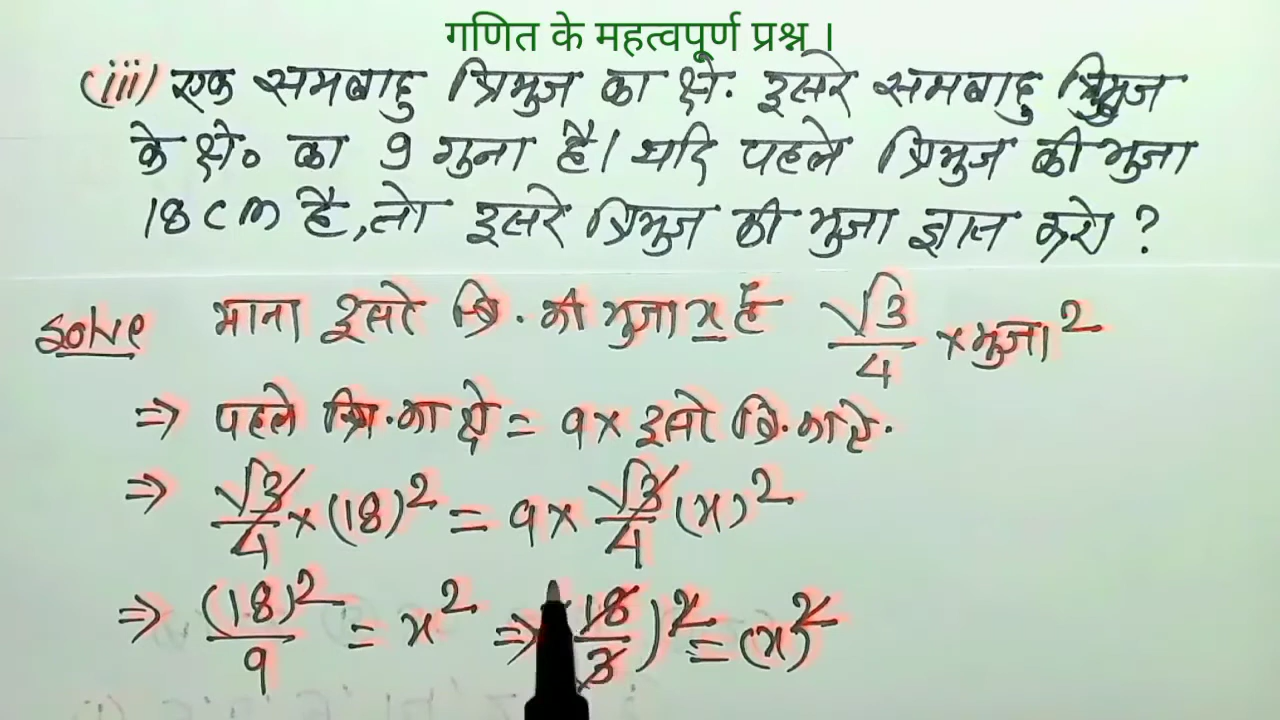 गणित के महत्वपूर्ण प्रश्न ।
(iii) एक समबाहु त्रिभुज का क्षे. दूसरे समबाहु त्रिभुज
के क्षे० का 9 गुना है। यदि पहले त्रिभुज की भुजा
18 cm है, तो दूसरे त्रिभुज की भुजा ज्ञात करो ?
Solve माना दूसरे त्रि. की भुजा x है √3/4 × भुजा²
⇒ पहले त्रि. का क्षे = 9 × दूसरे त्रि. का क्षे.
⇒ √3/4 × (18)² = 9 × √3/4 (x)²
⇒ (18)²/9 = x² ⇒ 18/3)² = (x)²